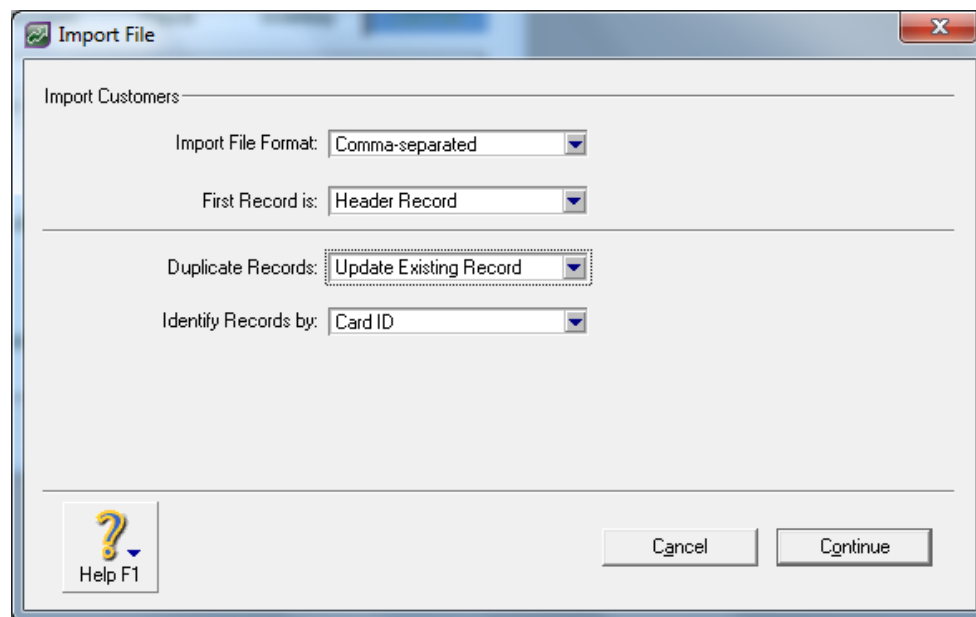 Import File
Import Customers
Import File Format: Comma-separated
First Record is: Header Record
Duplicate Records: Update Existing Record
Identify Records by: Card ID
Help F1
Cancel
Continue